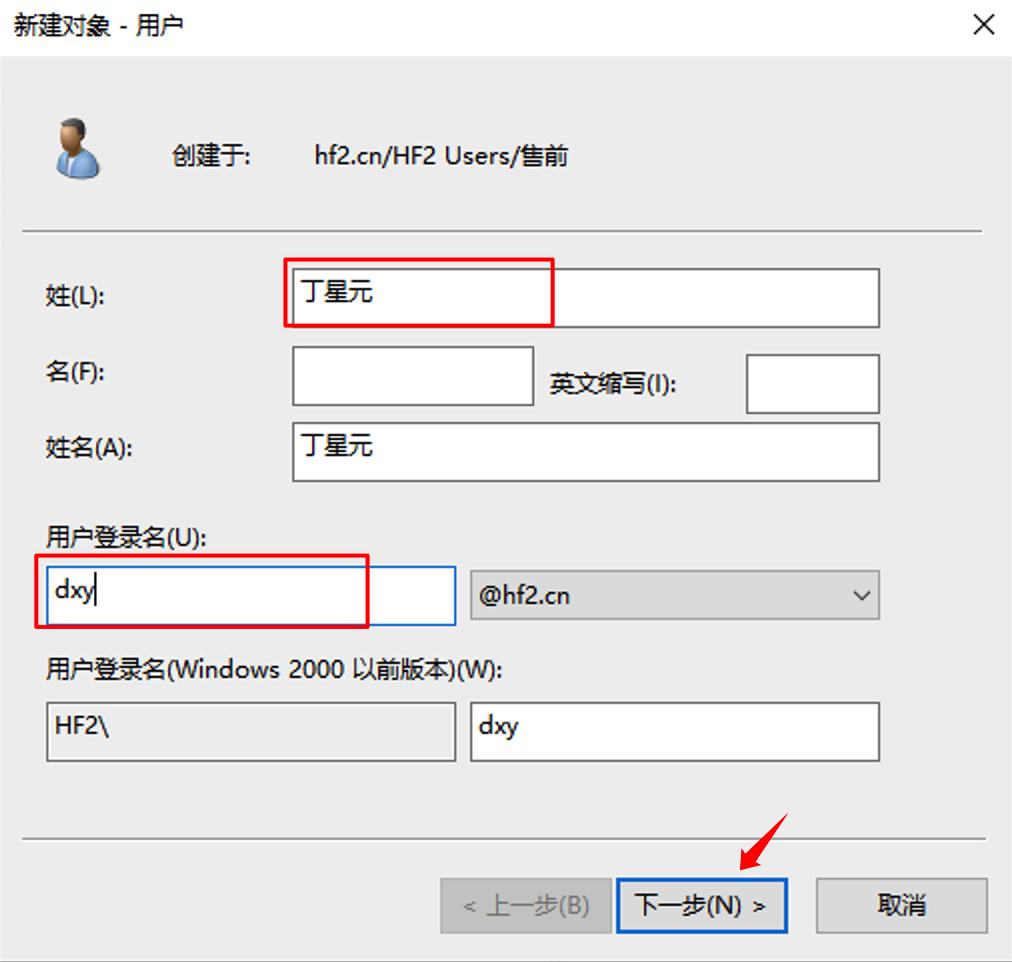 新建对象 - 用户
创建于: hf2.cn/HF2 Users/售前
姓(L): 丁星元
名(F): 英文缩写(I):
姓名(A): 丁星元
用户登录名(U):
dxy @hf2.cn
用户登录名(Windows 2000 以前版本)(W):
HF2\ dxy
< 上一步(B) 下一步(N) > 取消